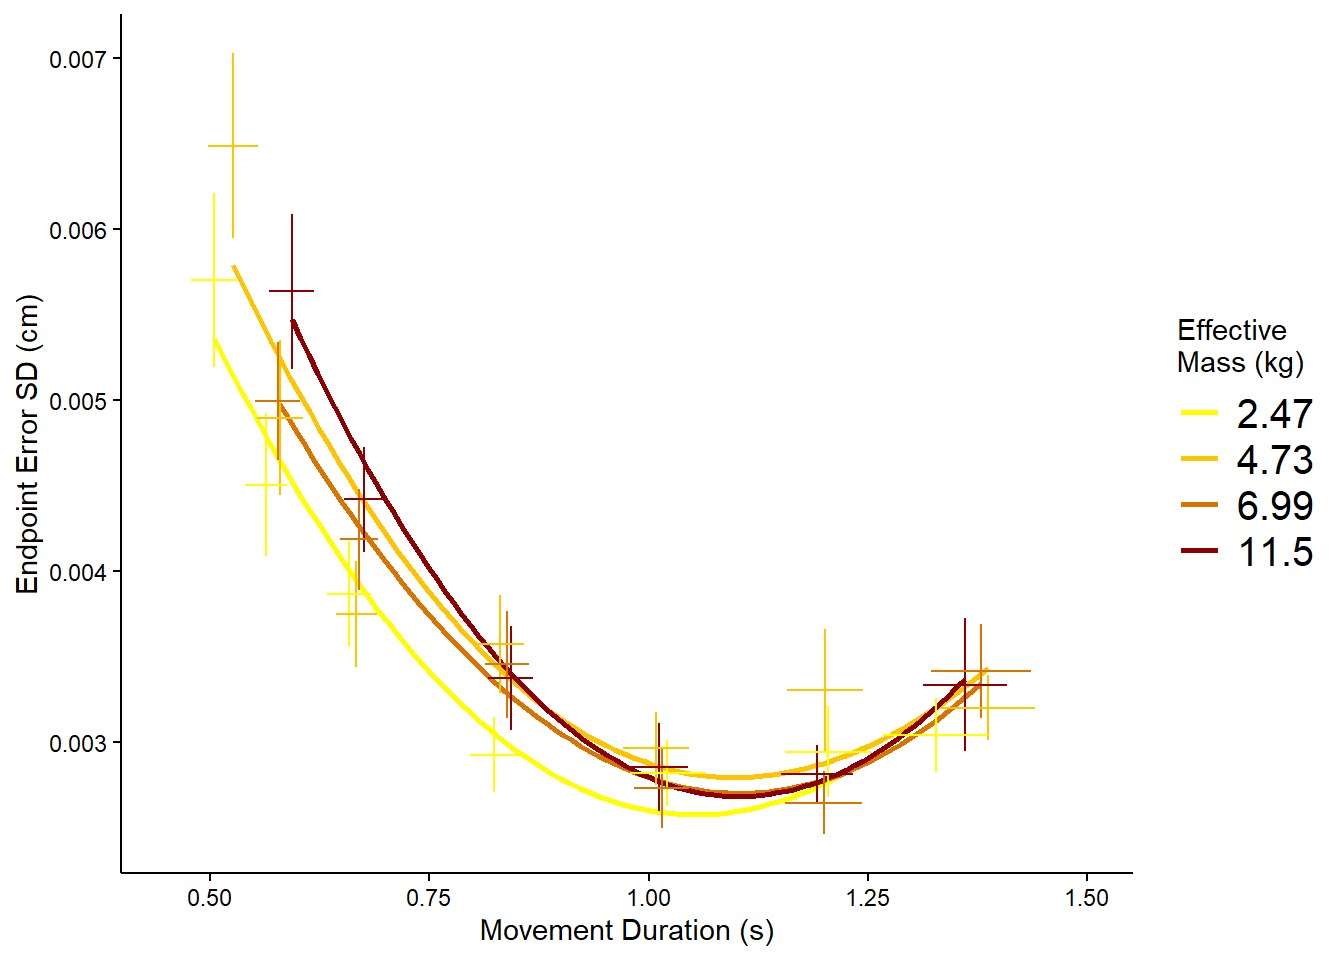 0.007
0.006
0.005
0.004
0.003
Endpoint Error SD (cm)
0.50 0.75 1.00 1.25 1.50
Movement Duration (s)
Effective
Mass (kg)
2.47
4.73
6.99
11.5